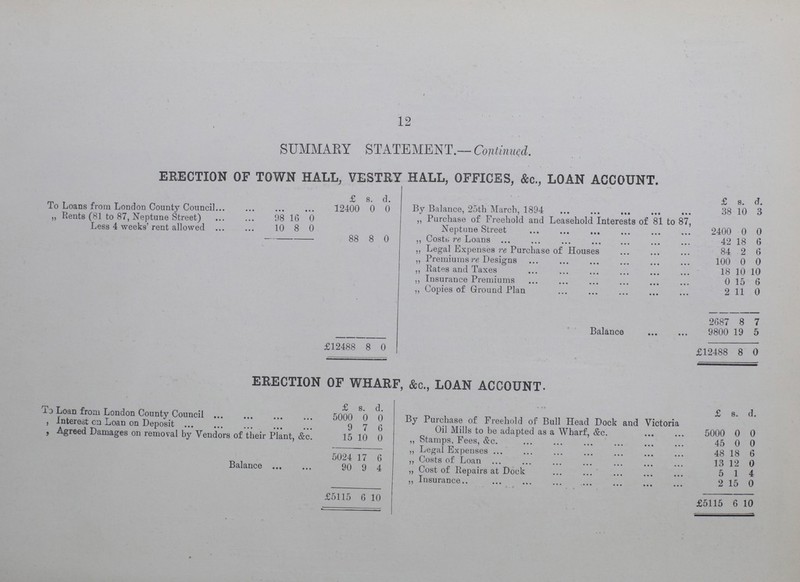 12
SUMMARY STATEMENT.—Continued.
ERECTION OF TOWN HALL, VESTRY HALL, OFFICES, &c., LOAN ACCOUNT.
£ s. d.
To Loans from London County Council... ... ... ... 12400 0 0
„ Rents (81 to 87, Neptune Street) ... ... 98 16 0
Less 4 weeks' rent allowed ... ... 10 8 0
88 8 0
£12488 8 0
£ s. d.
By Balance, 25th March, 1894 ... ... ... ... ... 38 10 3
„ Purchase of Freehold and Leasehold Interests of 81 to 87,
Neptune Street ... ... ... ... ... ... 2400 0 0
„ Costs re Loans ... ... ... ... ... ... ... 42 18 6
„ Legal Expenses re Purchase of Houses ... ... ... 84 2 6
„ Premiums re Designs ... ... ... ... ... ... 100 0 0
„ Rates and Taxes ... ... ... ... ... ... 18 10 10
„ Insurance Premiums ... ... ... ... ... ... 0 15 6
„ Copies of Ground Plan ... ... ... ... ... 2 11 0
2687 8 7
Balance ... ... 9800 19 5
£12488 8 0
ERECTION OF WHARF, &c., LOAN ACCOUNT.
£ s. d.
To Loan from London County Council ... ... ... ... 5000 0 0
, Interest on Loan on Deposit ... ... ... ... ... 9 7 6
, Agreed Damages on removal by Vendors of their Plant, &c. 15 10 0
5024 17 6
Balance ... ... 90 9 4
£5115 6 10
£ s. d.
By Purchase of Freehold of Bull Head Dock and Victoria
Oil Mills to be adapted as a Wharf, &c. ... ... 5000 0 0
„ Stamps, Fees, &c. ... ... ... ... ... ... 45 0 0
„ Legal Expenses ... ... ... ... ... ... ... 48 18 6
„ Costs of Loan ... ... ... ... ... ... ... 13 12 0
„ Cost of Repairs at Dock ... ... ... ... ... 5 1 4
„ Insurance.. ... ... ... ... ... ... ... 2 15 0
£5115 6 10